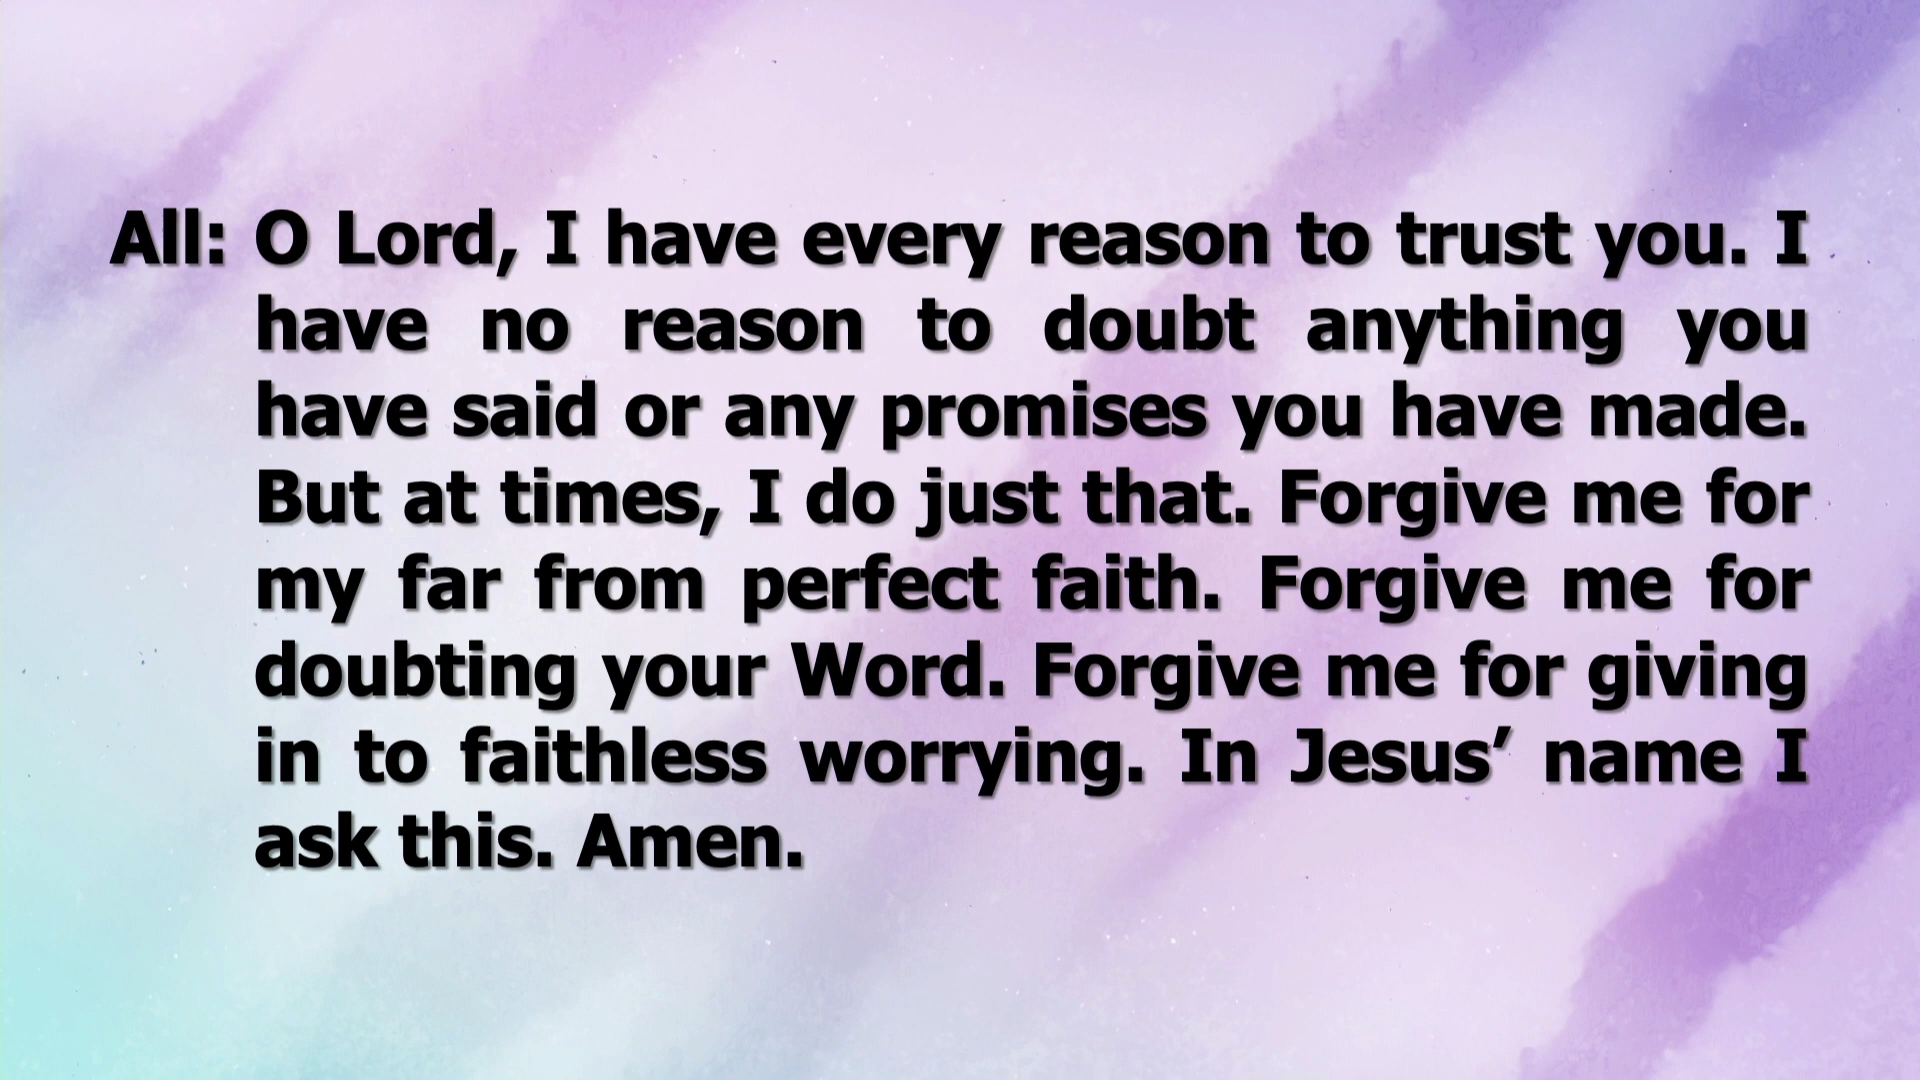 All: O Lord, I have every reason to trust you. I
have no reason to doubt anything you
have said or any promises you have made.
But at times, I do just that. Forgive me for
my far from perfect faith. Forgive me for
doubting your Word. Forgive me for giving
in to faithless worrying. In Jesus’ name I
ask this. Amen.